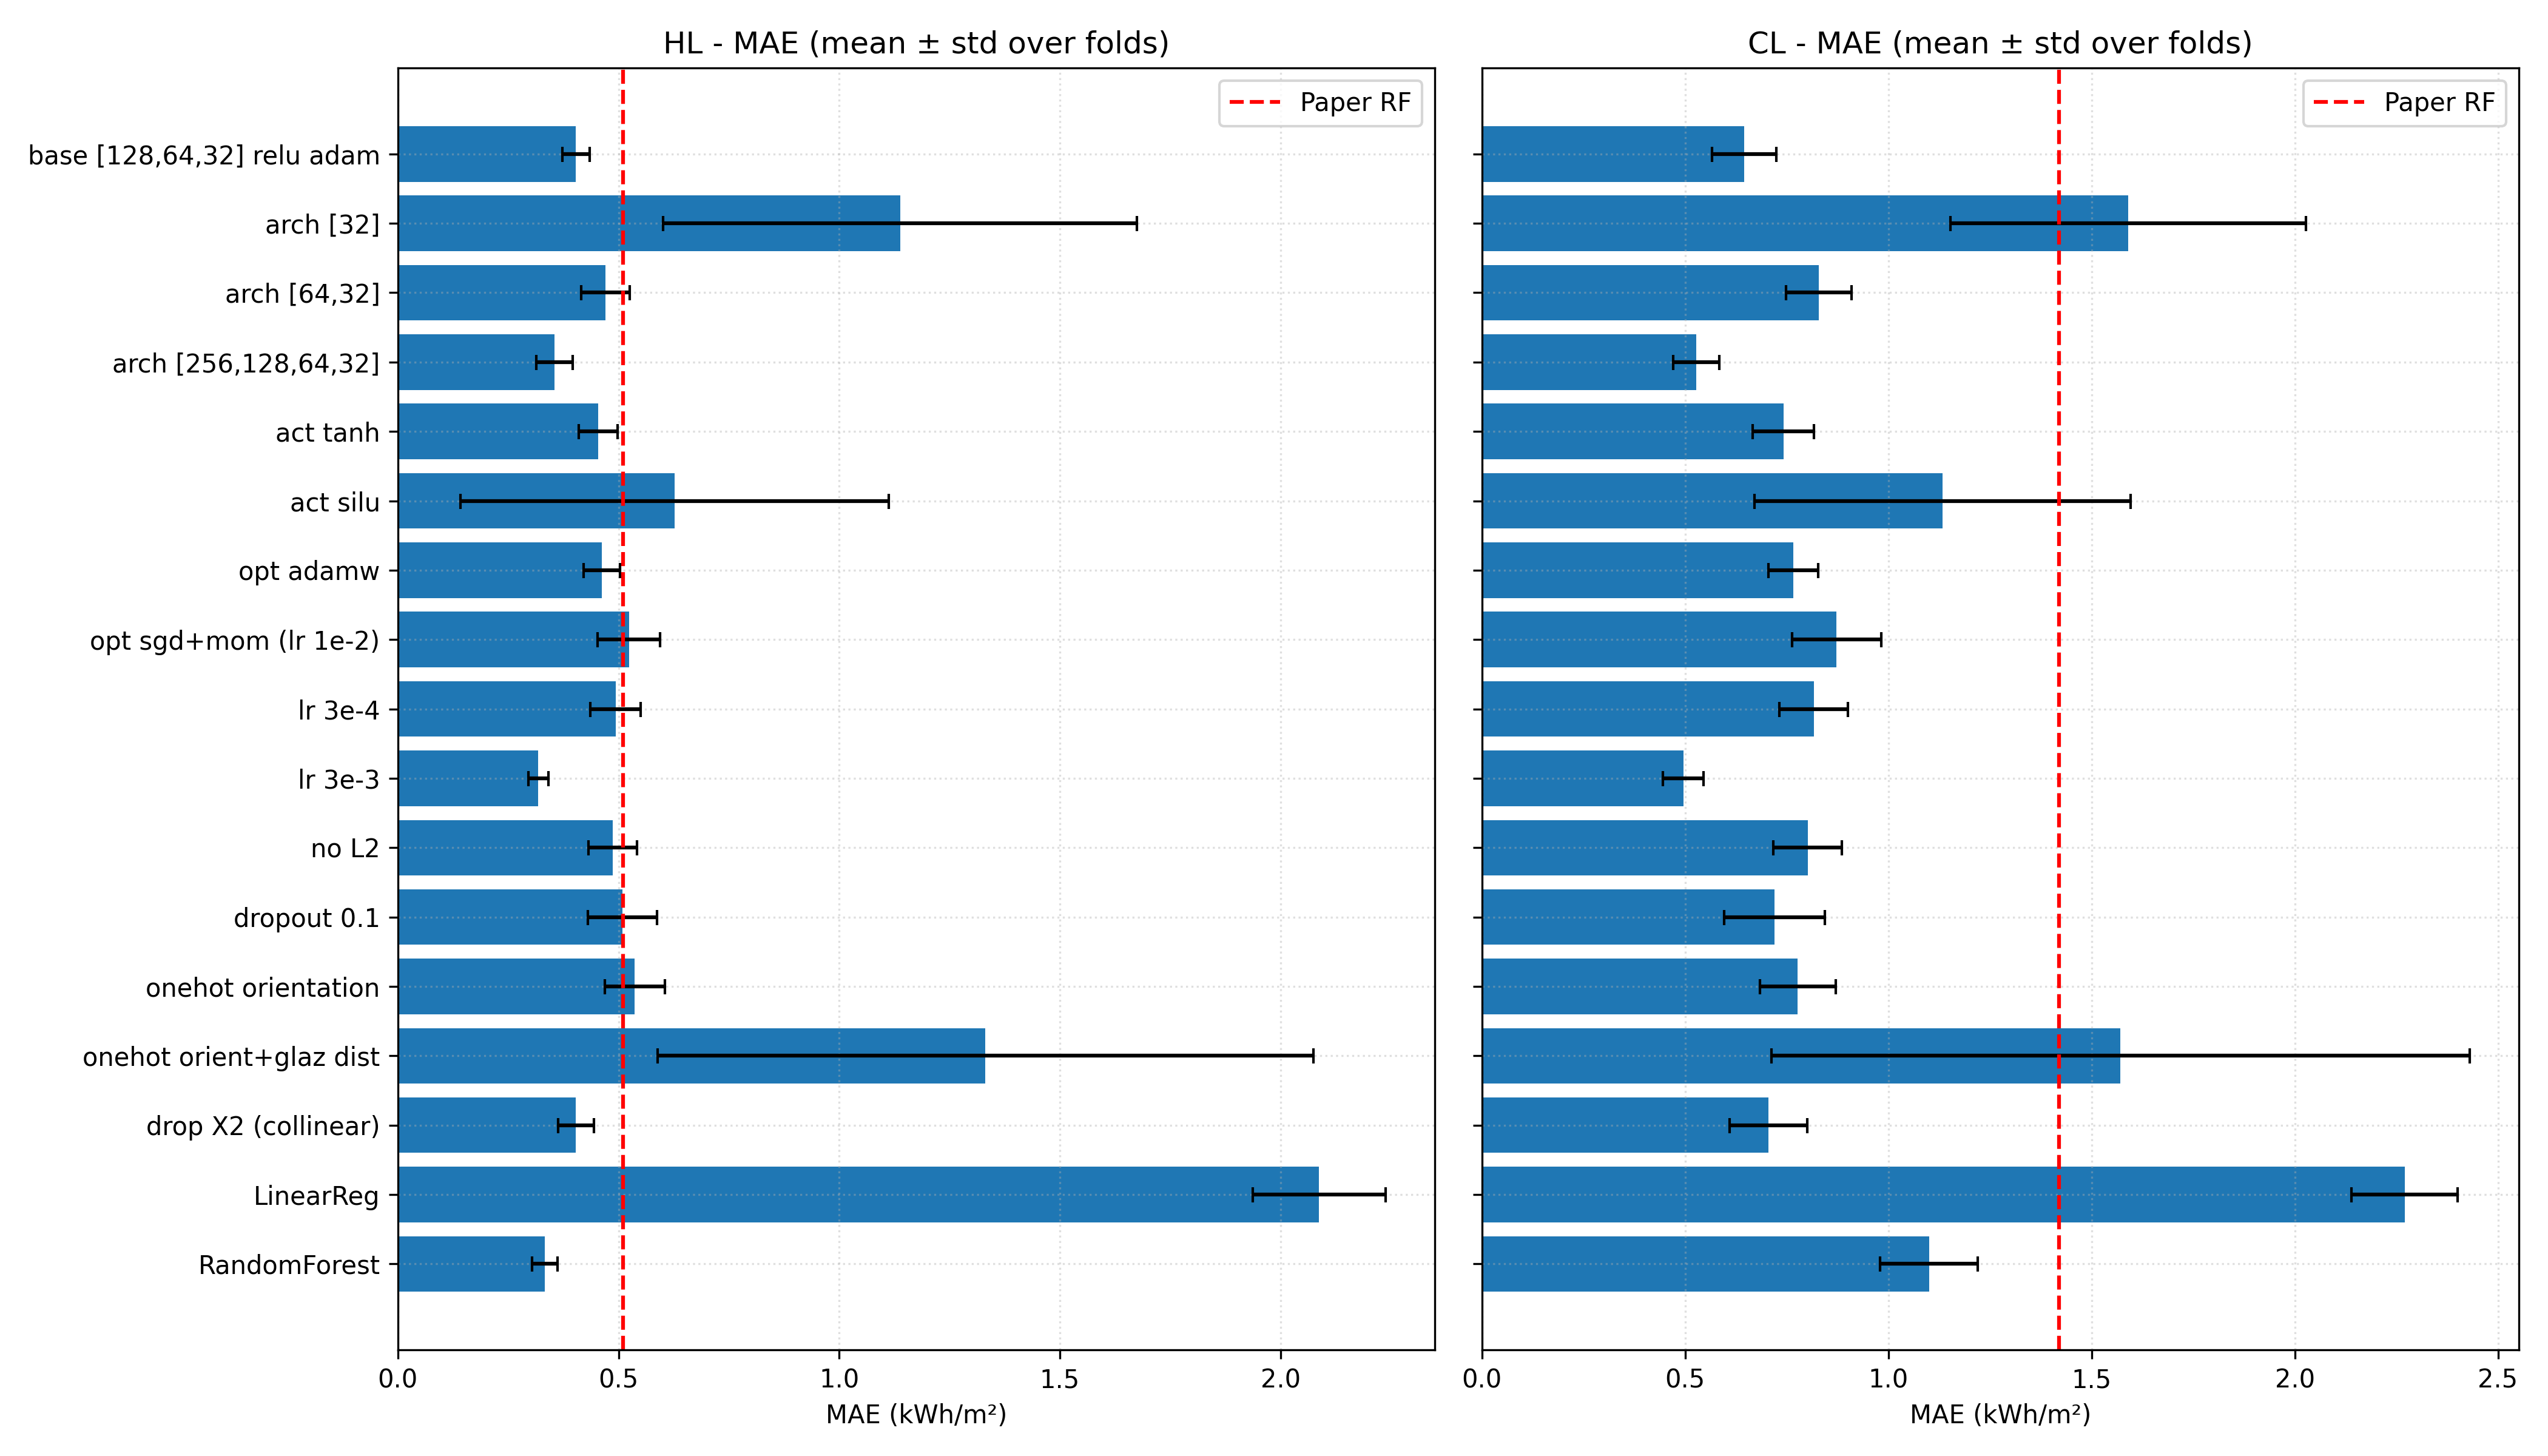 HL - MAE (mean ± std over folds)
CL - MAE (mean ± std over folds)
Paper RF
Paper RF
base [128,64,32] relu adam
arch [32]
arch [64,32]
arch [256,128,64,32]
act tanh
act silu
opt adamw
opt sgd+mom (lr 1e-2)
lr 3e-4
lr 3e-3
no L2
dropout 0.1
onehot orientation
onehot orient+glaz dist
drop X2 (collinear)
LinearReg
RandomForest
0.0 0.5 1.0 1.5 2.0
0.0 0.5 1.0 1.5 2.0 2.5
MAE (kWh/m²)
MAE (kWh/m²)